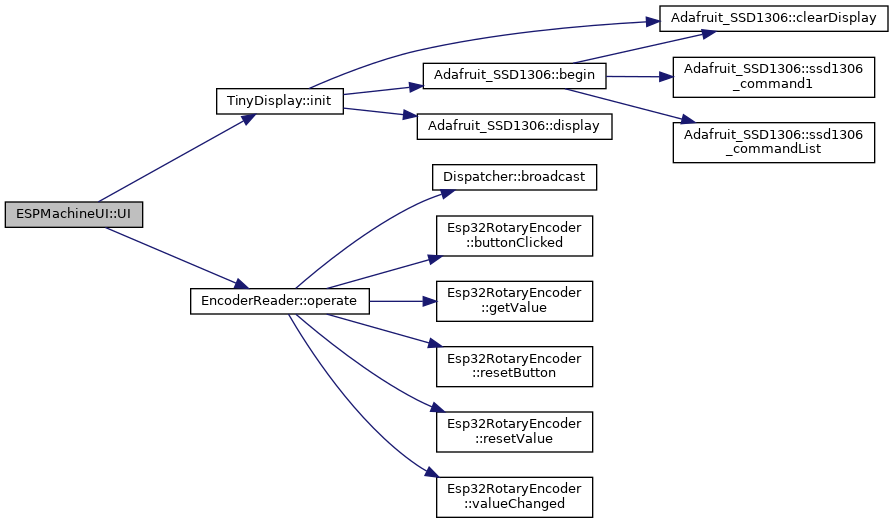 Adafruit_SSD1306::clearDisplay
Adafruit_SSD1306::begin
Adafruit_SSD1306::ssd1306
_command1
TinyDisplay::init
Adafruit_SSD1306::display
Adafruit_SSD1306::ssd1306
_commandList
Dispatcher::broadcast
ESPMachineUI::UI
Esp32RotaryEncoder
::buttonClicked
EncoderReader::operate
Esp32RotaryEncoder
::getValue
Esp32RotaryEncoder
::resetButton
Esp32RotaryEncoder
::resetValue
Esp32RotaryEncoder
::valueChanged